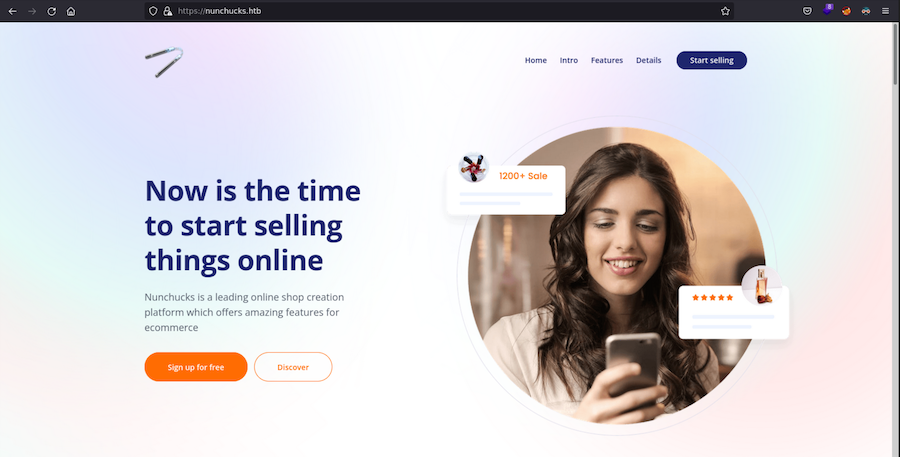 8
https://nunchucks.htb
Home Intro Features Details Start selling
1200+ Sale
Now is the time
to start selling
things online
Nunchucks is a leading online shop creation
platform which offers amazing features for
ecommerce
Sign up for free Discover